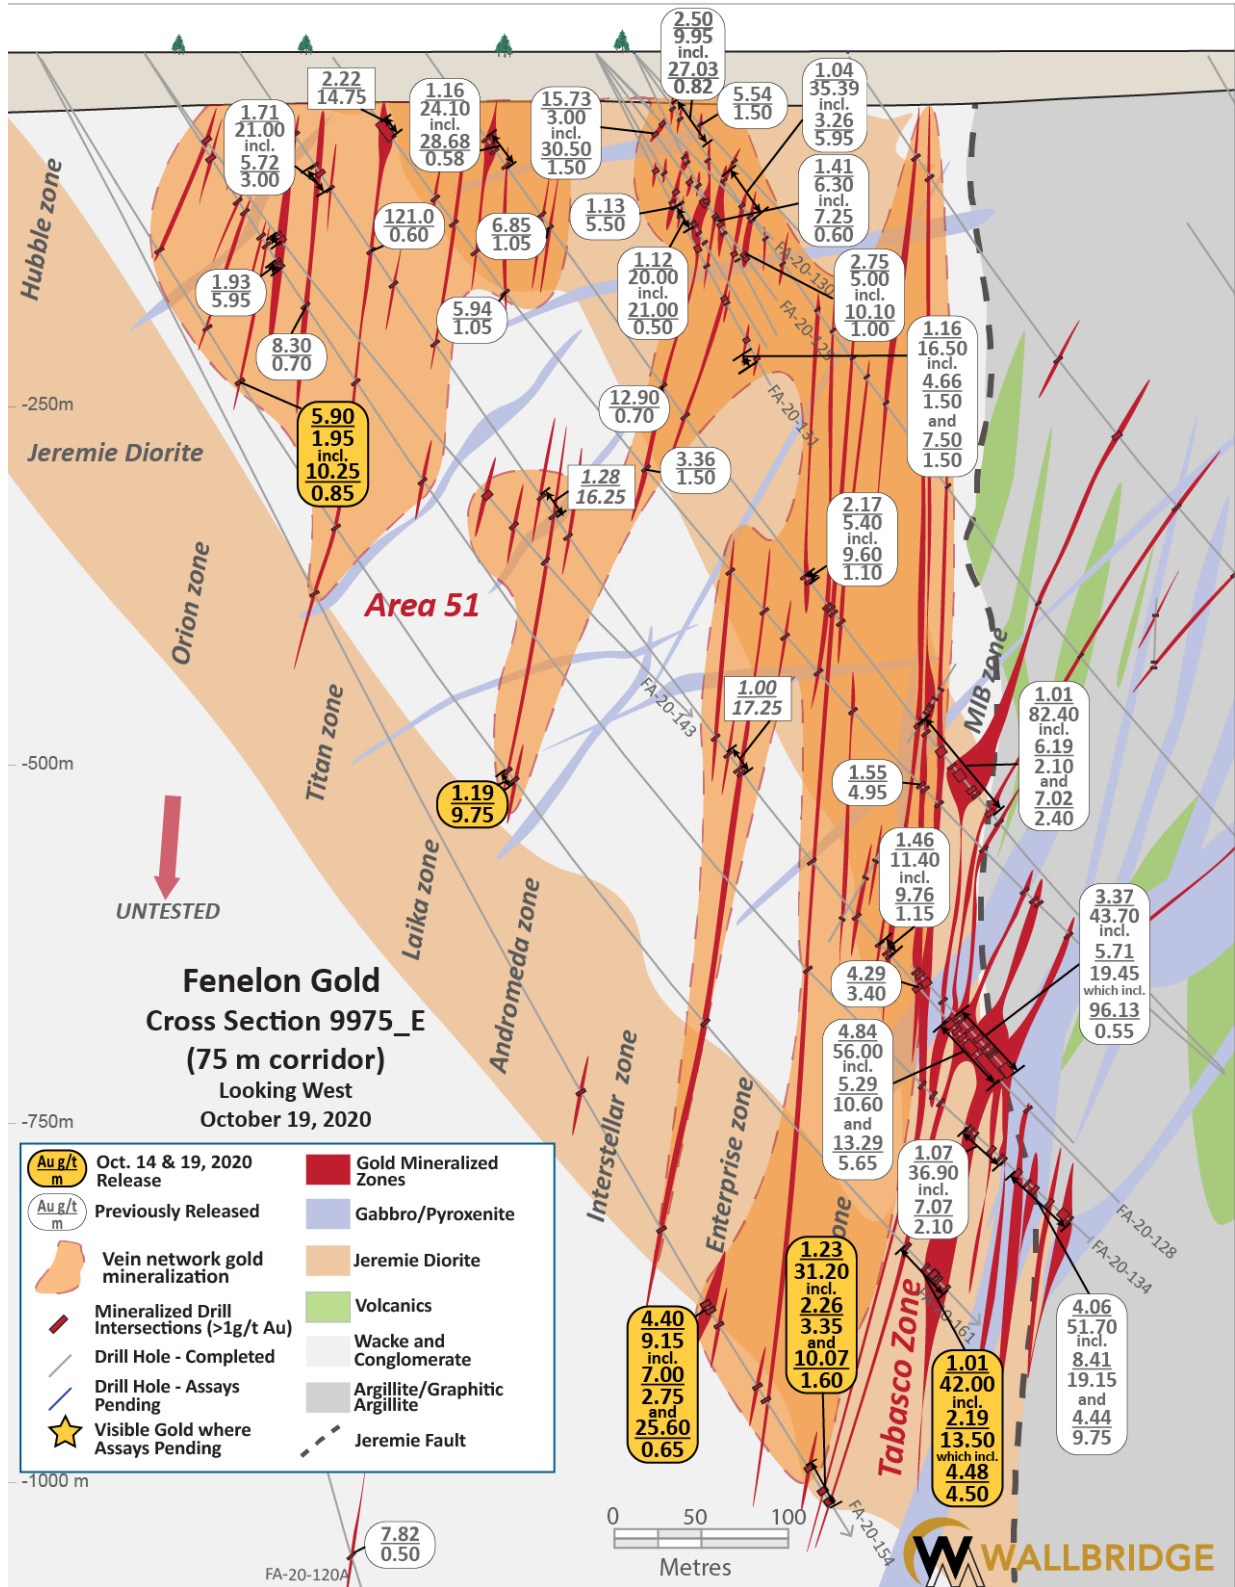 2.50
9.95
incl.
27.03
0.82
2.22
14.75
1.16
24.10
incl.
28.68
0.58
15.73
3.00
incl.
30.50
1.50
5.54
1.50
1.04
35.39
incl.
3.26
5.95
1.71
21.00
incl.
5.72
3.00
1.41
6.30
incl.
7.25
0.60
Hubble zone
121.0
0.60
6.85
1.05
1.13
5.50
1.93
5.95
1.12
20.00
incl.
21.00
0.50
FA-20-130
2.75
5.00
incl.
10.10
1.00
5.94
1.05
8.30
0.70
FA-20-129
1.16
16.50
incl.
4.66
1.50
and
7.50
1.50
-250m
12.90
0.70
FA-20-131
5.90
1.95
incl.
10.25
0.85
Jeremie Diorite
3.36
1.50
1.28
16.25
2.17
5.40
incl.
9.60
1.10
Orion zone
Area 51
MIB zone
FA-20-143
1.00
17.25
1.01
82.40
incl.
6.19
2.10
and
7.02
2.40
Titan zone
-500m
1.19
9.75
1.55
4.95
1.46
11.40
incl.
9.76
1.15
UNTESTED
Laika zone
Andromeda zone
3.37
43.70
incl.
5.71
19.45
which incl.
96.13
0.55
4.29
3.40
Fenelon Gold
Cross Section 9975_E
(75 m corridor)
Looking West
October 19, 2020
4.84
56.00
incl.
5.29
10.60
and
13.29
5.65
Interstellar zone
Enterprise zone
-750m
1.07
36.90
incl.
7.07
2.10
one
FA-20-128
FA-20-134
FA-20-161
Au g/t
m
Oct. 14 & 19, 2020
Release
Au g/t
m
Previously Released
Vein network gold
mineralization
Mineralized Drill
Intersections (>1g/t Au)
Drill Hole - Completed
Drill Hole - Assays
Pending
Visible Gold where
Assays Pending
Gold Mineralized
Zones
Gabbro/Pyroxenite
Jeremie Diorite
Volcanics
Wacke and
Conglomerate
Argillite/Graphitic
Argillite
Jeremie Fault
1.23
31.20
incl.
2.26
3.35
and
10.07
1.60
4.40
9.15
incl.
7.00
2.75
and
25.60
0.65
Tabasco Zone
1.01
42.00
incl.
2.19
13.50
which incl.
4.48
4.50
4.06
51.70
incl.
8.41
19.15
and
4.44
9.75
-1000 m
7.82
0.50
FA-20-120A
0 50 100
Metres
FA-20-154
WALLBRIDGE